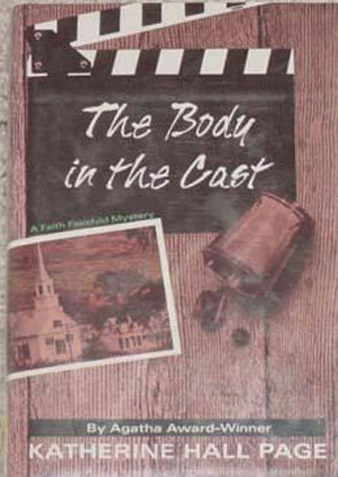 The Body
in the Cast
A Faith Fairchild Mystery
By Agatha Award-Winner
KATHERINE HALL PAGE